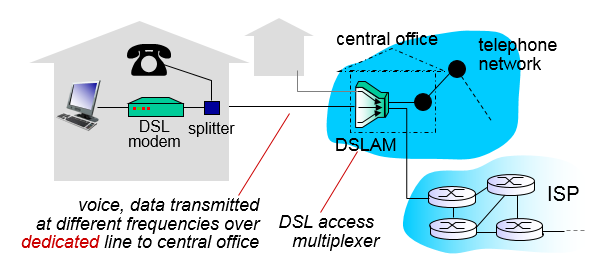 central office
telephone
network
DSL
modem
splitter
DSLAM
voice, data transmitted
at different frequencies over
dedicated line to central office
DSL access
multiplexer
ISP